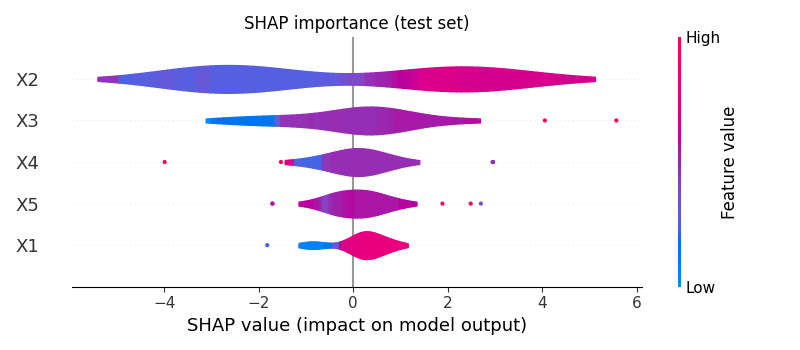 SHAP importance (test set)
High
X2
X3
X4
X5
X1
Feature value
Low
−4
−2
0
2
4
6
SHAP value (impact on model output)